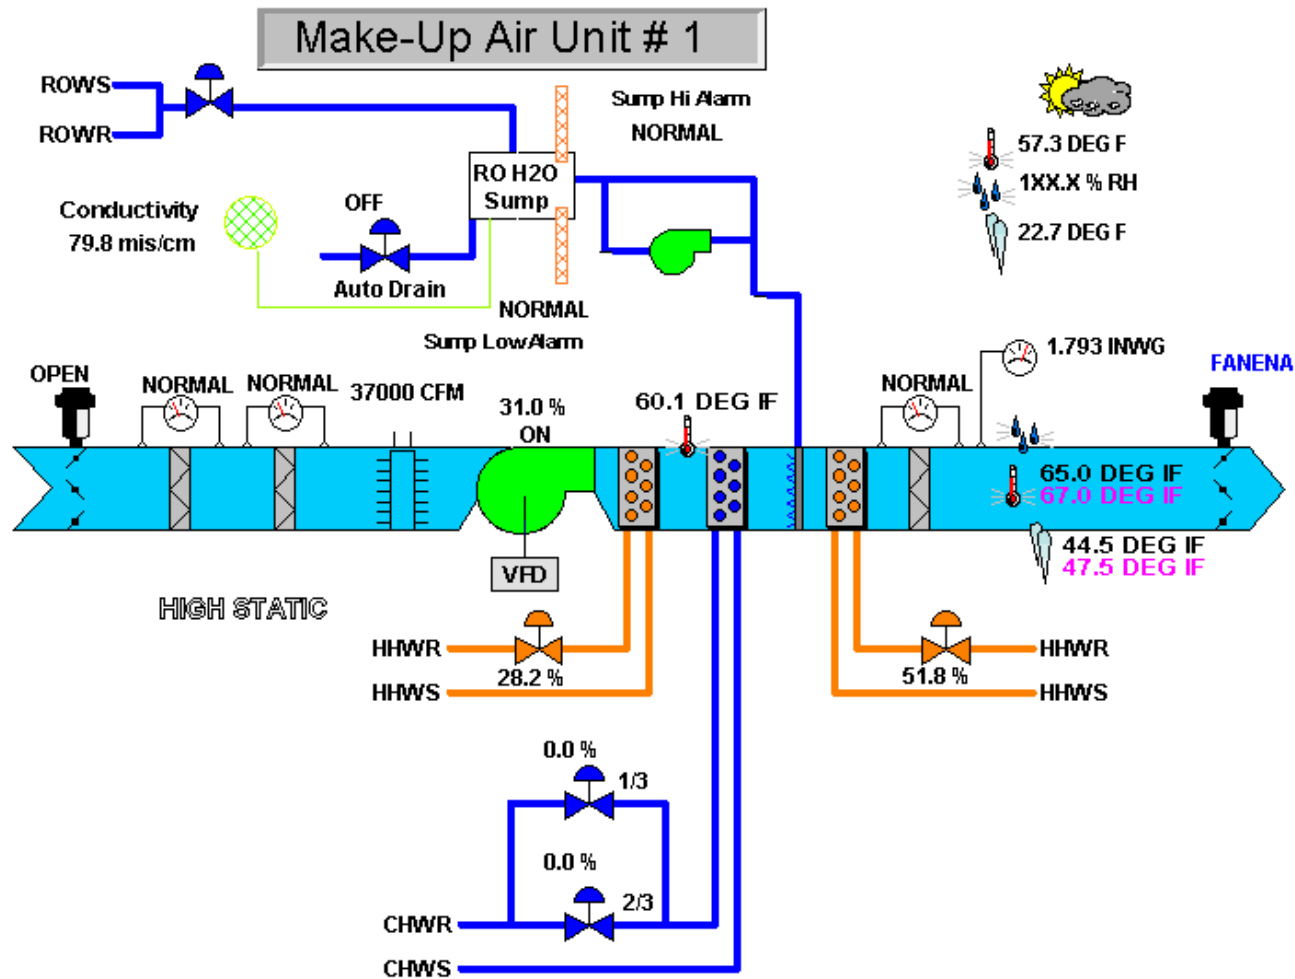 Make-Up Air Unit # 1
ROWS
ROWR
Sump Hi Alarm
NORMAL
57.3 DEG F
1XX.X % RH
22.7 DEG F
RO H2O
Sump
Conductivity
79.8 mis/cm
OFF
Auto Drain
NORMAL
Sump Low Alarm
1.793 INWG
OPEN
NORMAL
NORMAL
37000 CFM
31.0 %
ON
60.1 DEG IF
NORMAL
FANENA
65.0 DEG IF
67.0 DEG IF
44.5 DEG IF
47.5 DEG IF
VFD
HIGH STATIC
HHWR
28.2 %
HHWS
HHWR
51.8 %
HHWS
0.0 %
1/3
0.0 %
2/3
CHWR
CHWS